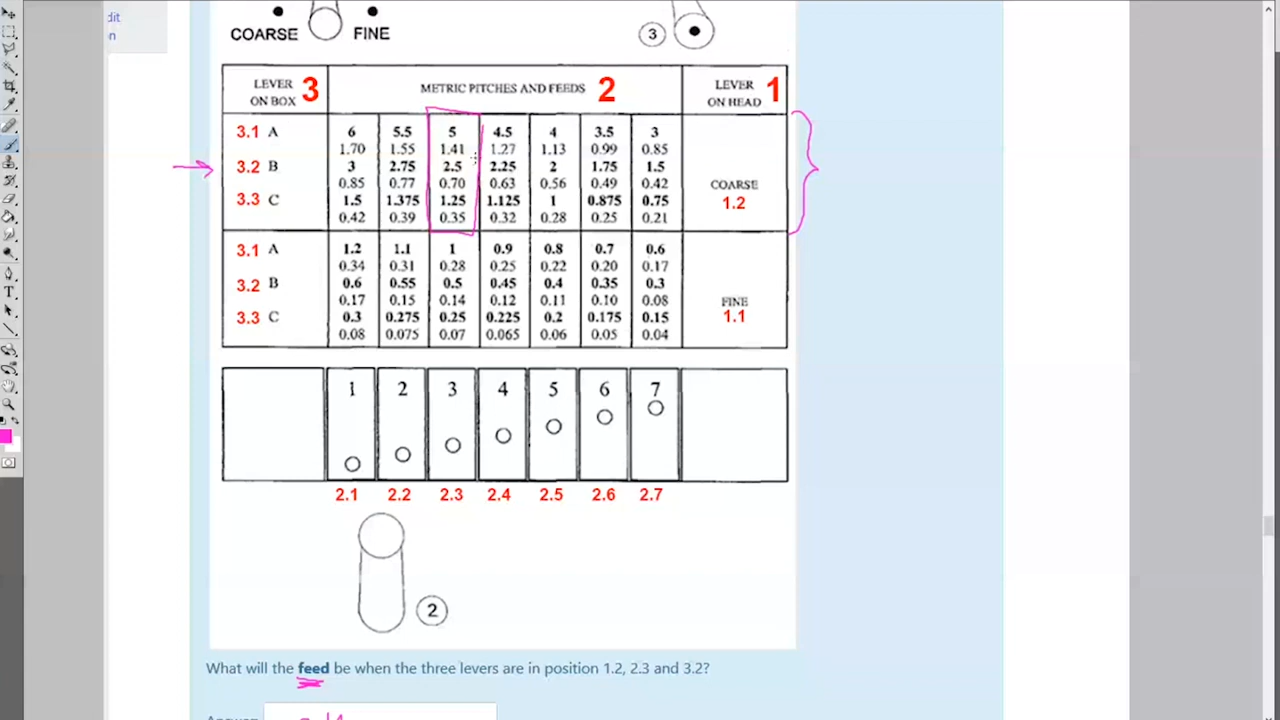 dit
n
COARSE FINE
3
LEVER ON BOX 3 METRIC PITCHES AND FEEDS 2 LEVER ON HEAD 1
3.1 A 6 5.5 5 4.5 4 3.5 3
1.70 1.55 1.41 1.27 1.13 0.99 0.85
3.2 B 3 2.75 2.5 2.25 2 1.75 1.5
0.85 0.77 0.70 0.63 0.56 0.49 0.42 COARSE
3.3 C 1.5 1.375 1.25 1.125 1 0.875 0.75 1.2
0.42 0.39 0.35 0.32 0.28 0.25 0.21
3.1 A 1.2 1.1 1 0.9 0.8 0.7 0.6
0.34 0.31 0.28 0.25 0.22 0.20 0.17
3.2 B 0.6 0.55 0.5 0.45 0.4 0.35 0.3
0.17 0.15 0.14 0.12 0.11 0.10 0.08 FINE
3.3 C 0.3 0.275 0.25 0.225 0.2 0.175 0.15 1.1
0.08 0.075 0.07 0.065 0.06 0.05 0.04
1 2 3 4 5 6 7
2.1 2.2 2.3 2.4 2.5 2.6 2.7
2
What will the feed be when the three levers are in position 1.2, 2.3 and 3.2?
Answer